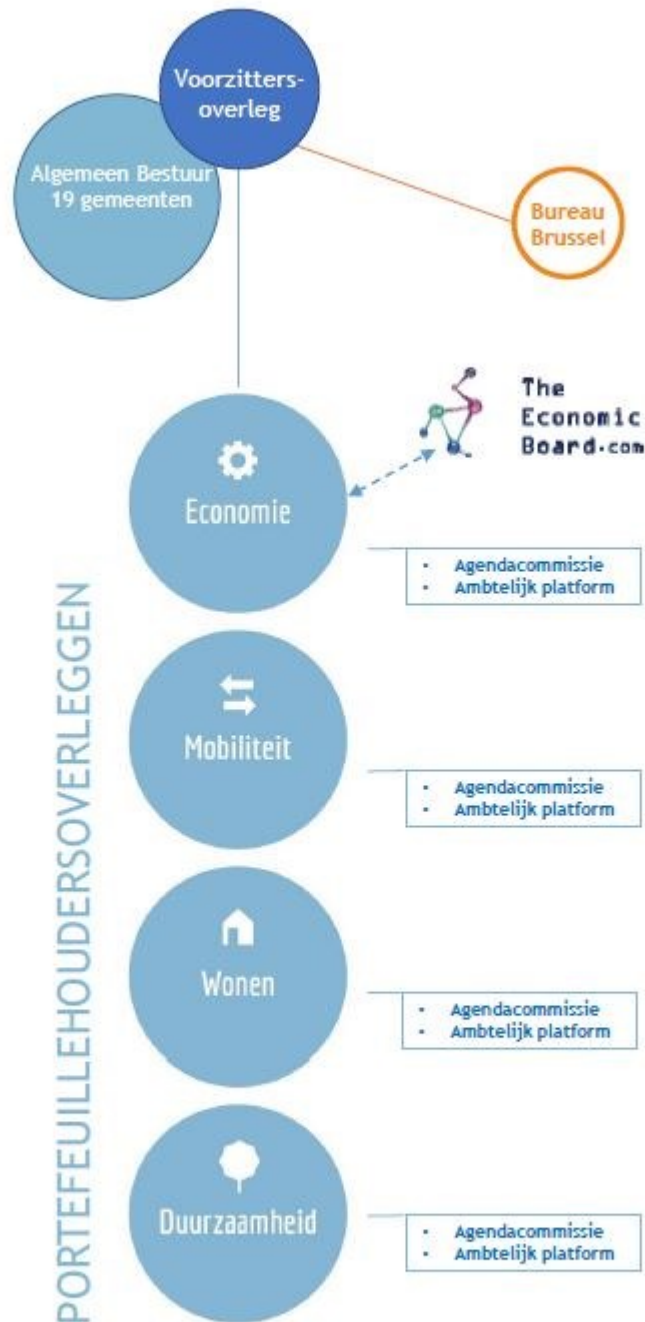 Voorzitters-
overleg
Algemeen Bestuur
19 gemeenten
Bureau
Brussel
The
Economic
Board.com
Economie
• Agendacommissie
• Ambtelijk platform
Mobiliteit
• Agendacommissie
• Ambtelijk platform
Wonen
• Agendacommissie
• Ambtelijk platform
Duurzaamheid
• Agendacommissie
• Ambtelijk platform
PORTEFEUILLEHOUDERSOVERLEGGEN